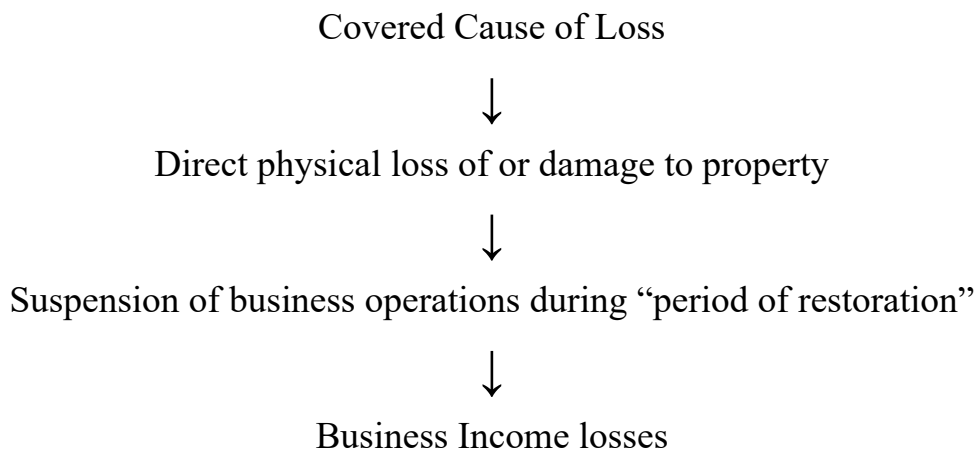 Covered Cause of Loss
↓
Direct physical loss of or damage to property
↓
Suspension of business operations during “period of restoration”
↓
Business Income losses